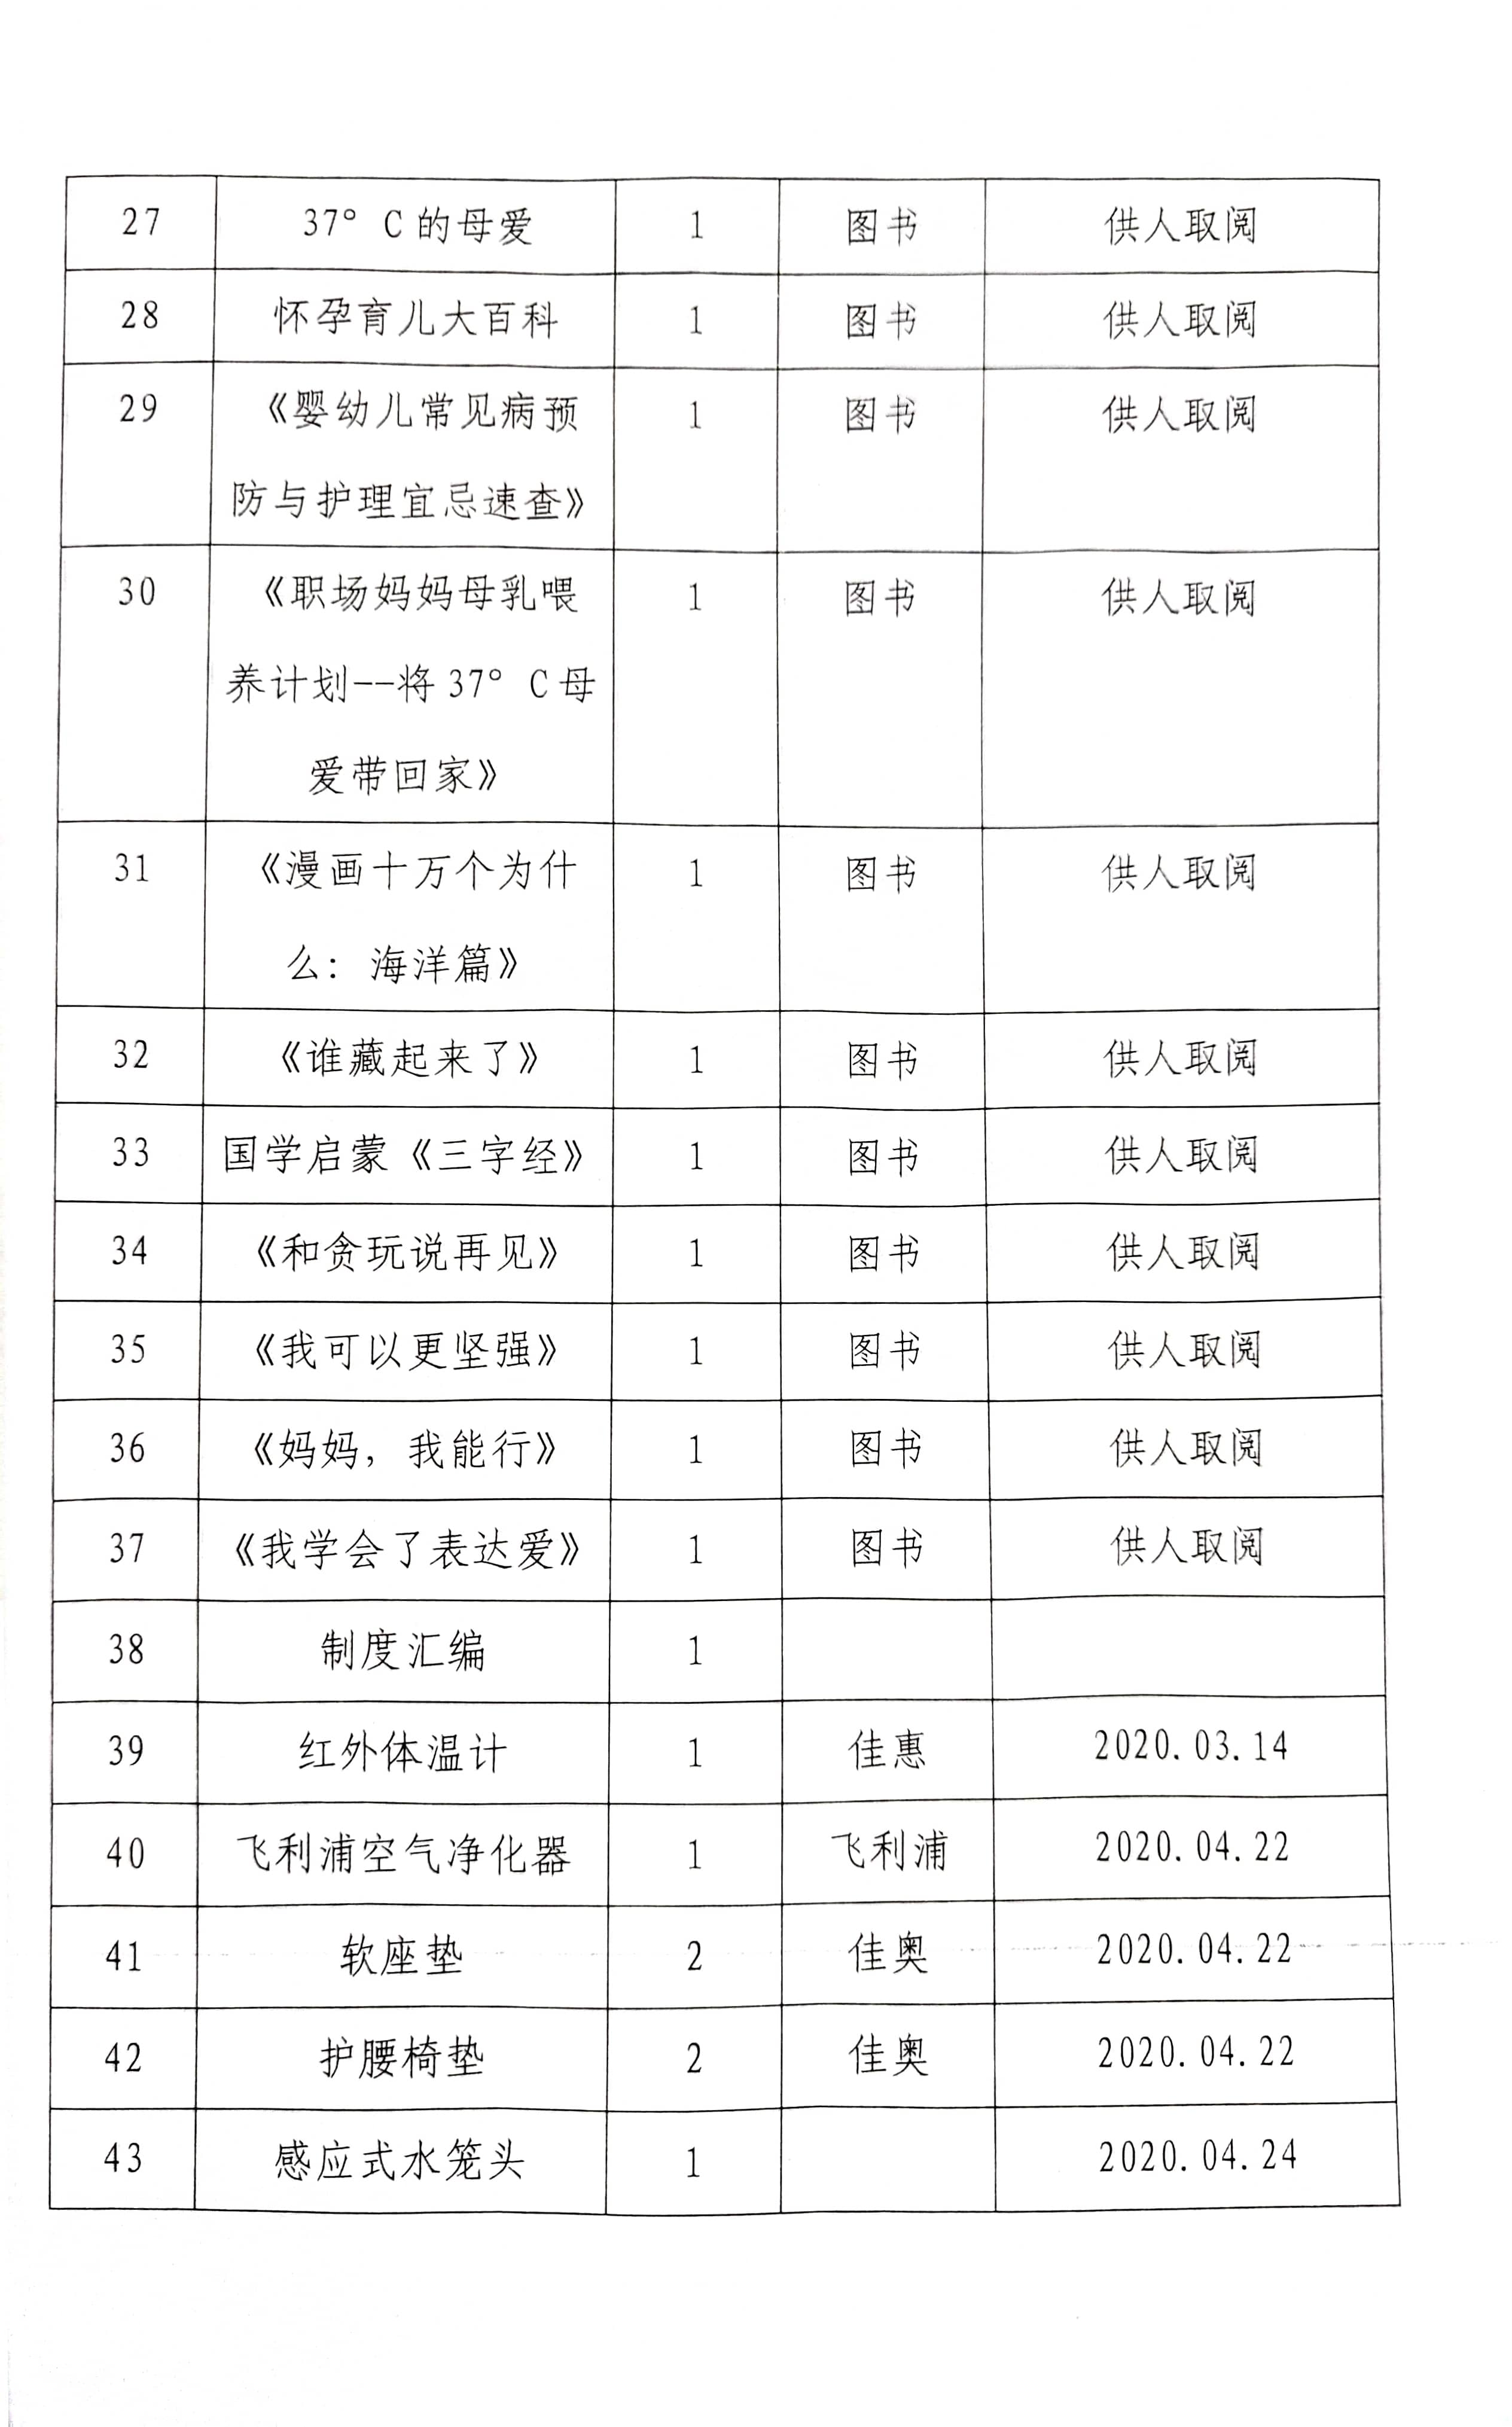 27 37° C的母爱 1 图书 供人取阅
28 怀孕育儿大百科 1 图书 供人取阅
29 《婴幼儿常见病预 1 图书 供人取阅
防与护理宜忌速查》
30 《职场妈妈母乳喂 1 图书 供人取阅
养计划--将 37° C母
爱带回家》
31 《漫画十万个为什 1 图书 供人取阅
么：海洋篇》
32 《谁藏起来了》 1 图书 供人取阅
33 国学启蒙《三字经》 1 图书 供人取阅
34 《和贪玩说再见》 1 图书 供人取阅
35 《我可以更坚强》 1 图书 供人取阅
36 《妈妈，我能行》 1 图书 供人取阅
37 《我学会了表达爱》 1 图书 供人取阅
38 制度汇编 1
39 红外体温计 1 佳惠 2020.03.14
40 飞利浦空气净化器 1 飞利浦 2020.04.22
41 软座垫 2 佳奥 2020.04.22
42 护腰椅垫 2 佳奥 2020.04.22
43 感应式水笼头 1 2020.04.24